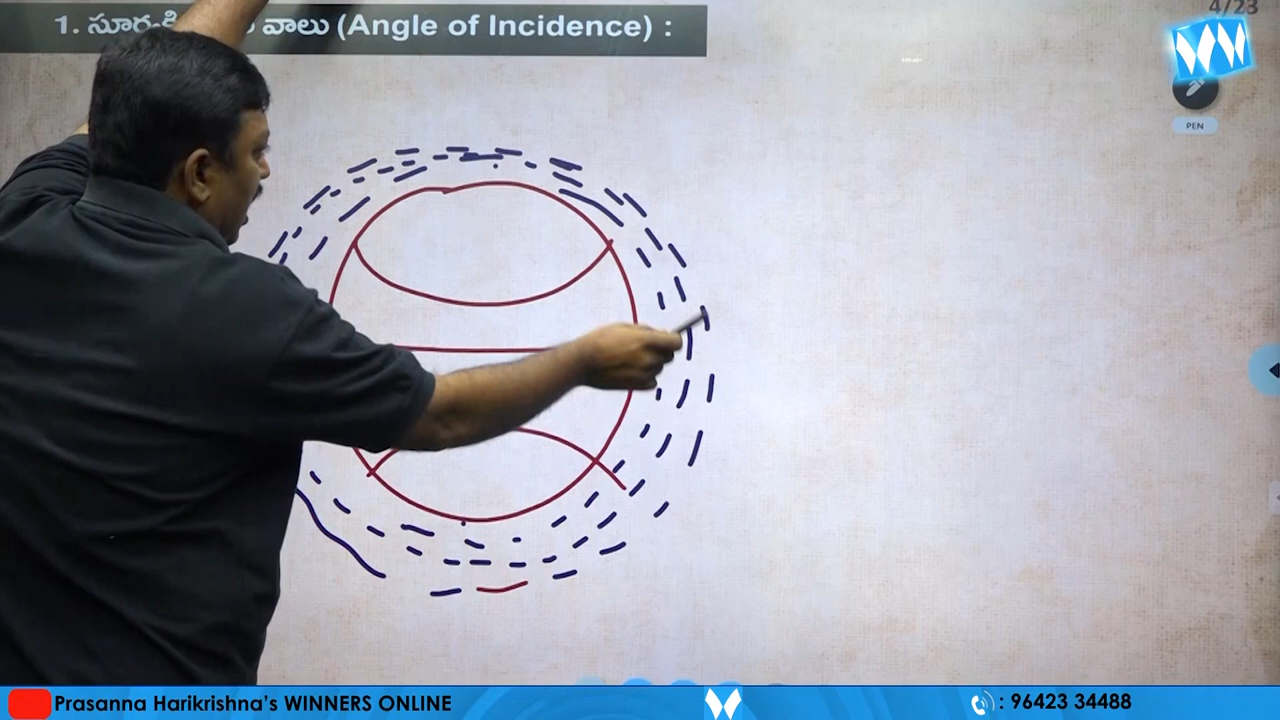 4/23
1. వాలు (Angle of Incidence) :
PEN
Prasanna Harikrishna's WINNERS ONLINE
: 96423 34488